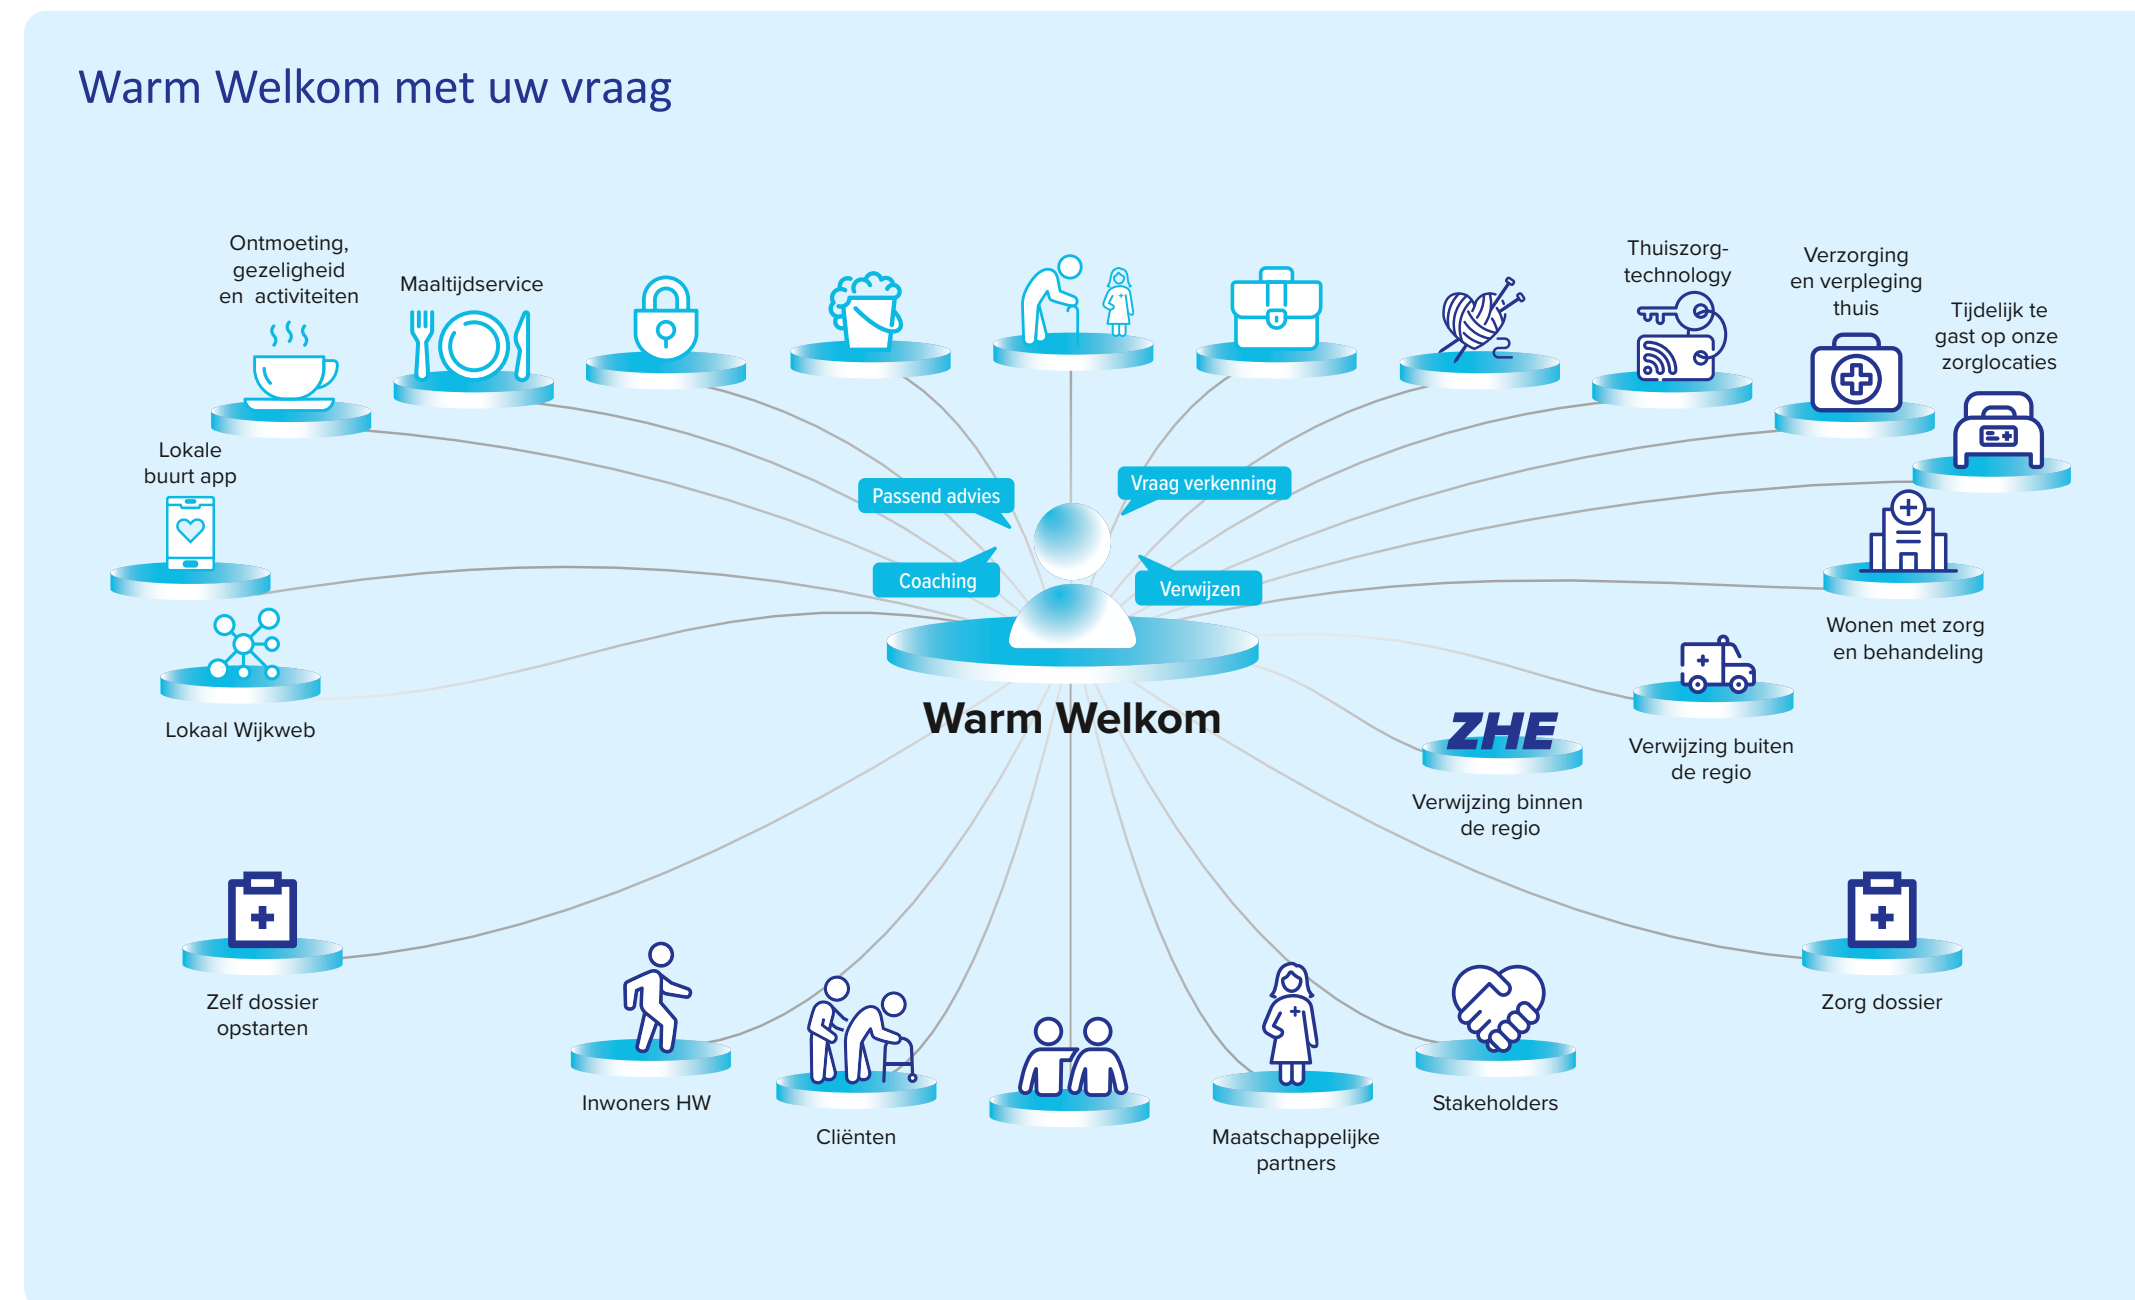 Warm Welkom met uw vraag
Ontmoeting,
gezeligheid
en activiteiten
Maaltijdservice
Thuiszorg-
technology
Verzorging
en verpleging
thuis
Tijdelijk te
gast op onze
zorglocaties
Lokale
buurt app
Passend advies
Vraag verkenning
Coaching
Verwijzen
Wonen met zorg
en behandeling
Lokaal Wijkweb
Warm Welkom
ZHE
Verwijzing buiten
de regio
Verwijzing binnen
de regio
Zelf dossier
opstarten
Zorg dossier
Inwoners HW
Cliënten
Maatschappelijke
partners
Stakeholders